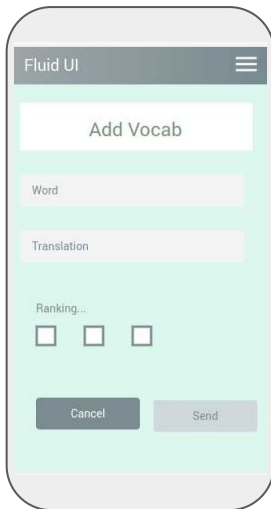 Fluid UI
Add Vocab
Word
Translation
Ranking...
Cancel Send